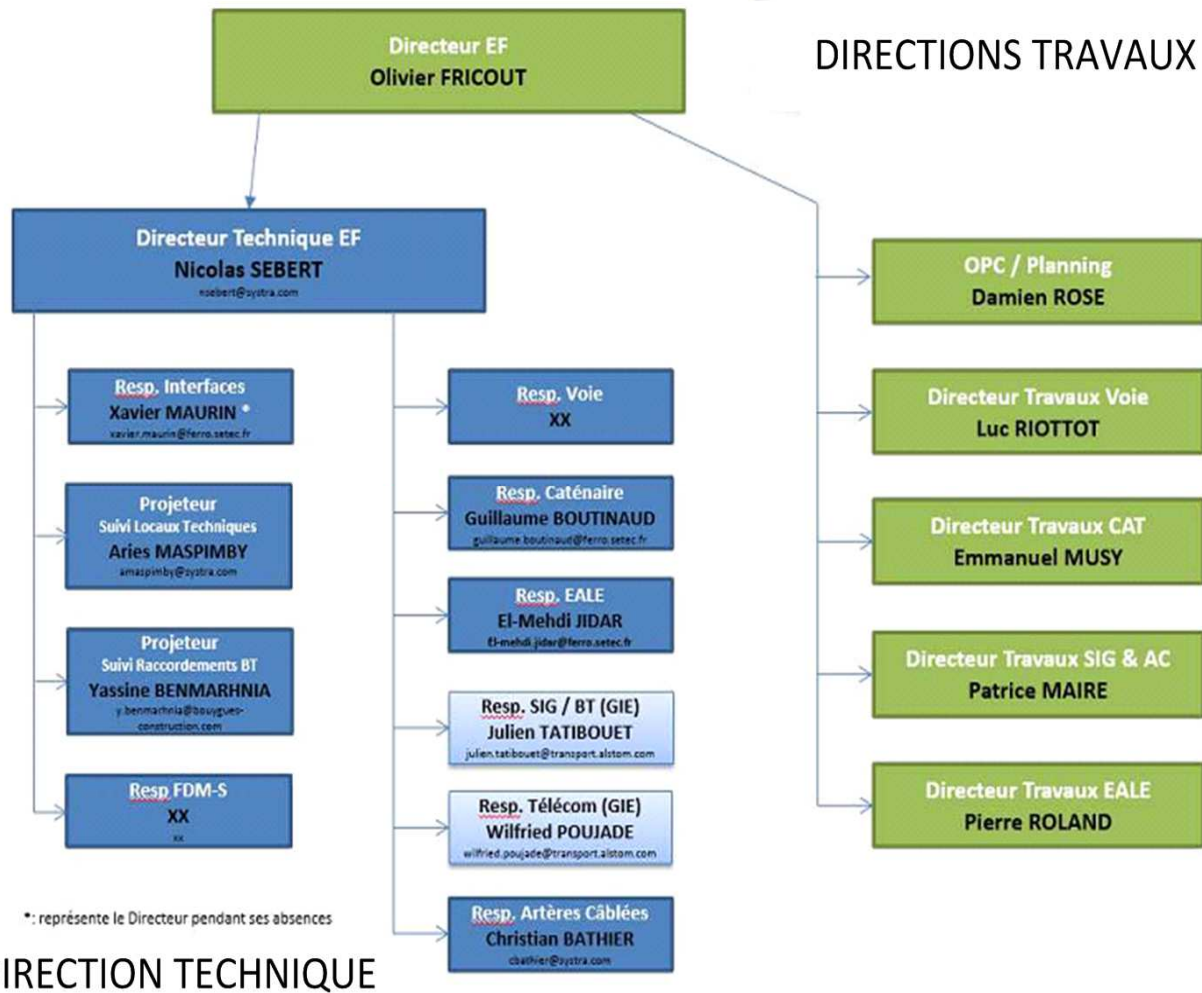 Directeur EF
Olivier FRICOUT
DIRECTIONS TRAVAUX
Directeur Technique EF
Nicolas SEBERT
nsebert@systra.com
Resp. Interfaces
Xavier MAURIN *
xavier.maurin@ferro.setec.fr
Projeteur
Suivi Locaux Techniques
Aries MASPIMBY
amaspimby@systra.com
Projeteur
Suivi Raccordements BT
Yassine BENMARHNIA
y.benmarhnia@bouygues-
construction.com
Resp FDM-S
XX
xx
Resp. Voie
XX
Resp. Caténaire
Guillaume BOUTINAUD
guillaume.boutinaud@ferro.setec.fr
Resp. EALE
El-Mehdi JIDAR
El-mehdi.jidar@ferro.setec.fr
Resp. SIG / BT (GIE)
Julien TATIBOUET
julien.tatibouet@transport.alstom.com
Resp. Télécom (GIE)
Wilfried POUJADE
wilfried.poujade@transport.alstom.com
Resp. Artères Câblées
Christian BATHIER
cbathier@systra.com
OPC / Planning
Damien ROSE
Directeur Travaux Voie
Luc RIOTTOT
Directeur Travaux CAT
Emmanuel MUSY
Directeur Travaux SIG & AC
Patrice MAIRE
Directeur Travaux EALE
Pierre ROLAND
*: représente le Directeur pendant ses absences
IRECTION TECHNIQUE